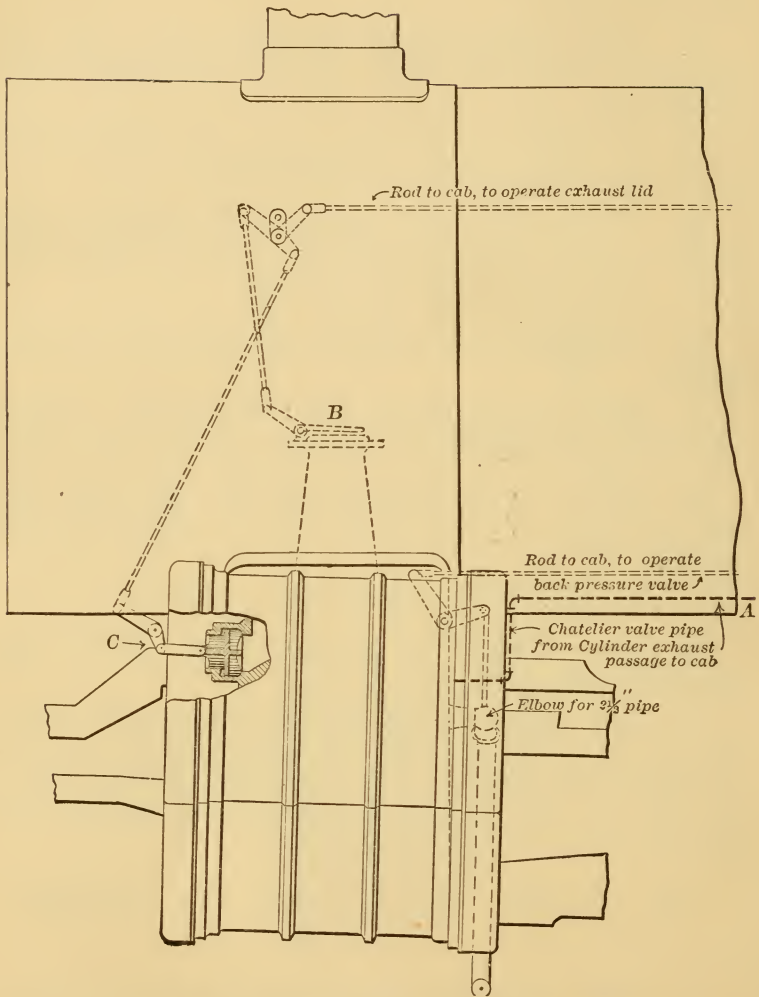 Rod to cab, to operate exhaust lid
B
Rod to cab, to operate
back pressure valve
A
Chatelier valve pipe
from Cylinder exhaust
passage to cab
C
Elbow for 2½" pipe